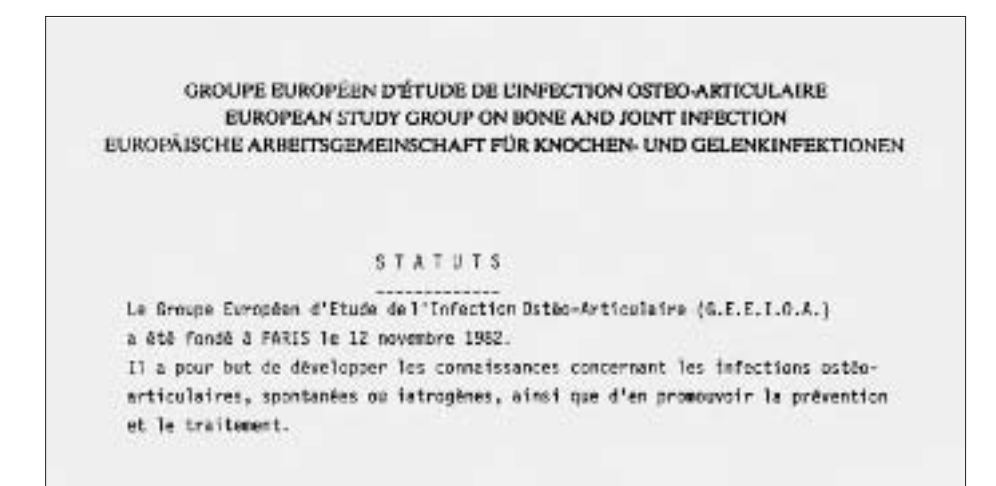 GROUPE EUROPÉEN D'ÉTUDE DE L'INFECTION OSTEO-ARTICULAIRE
EUROPEAN STUDY GROUP ON BONE AND JOINT INFECTION
EUROPÄISCHE ARBEITSGEMEINSCHAFT FÜR KNOCHEN- UND GELENKINFEKTIONEN
S T A T U T S
-------------
Le Groupe Européen d'Etude de l'Infection Ostéo-Articulaire (G.E.E.I.O.A.)
a été fondé à PARIS le 12 novembre 1982.
Il a pour but de développer les connaissances concernant les infections ostéo-
articulaires, spontanées ou iatrogènes, ainsi que d'en promouvoir la prévention
et le traitement.